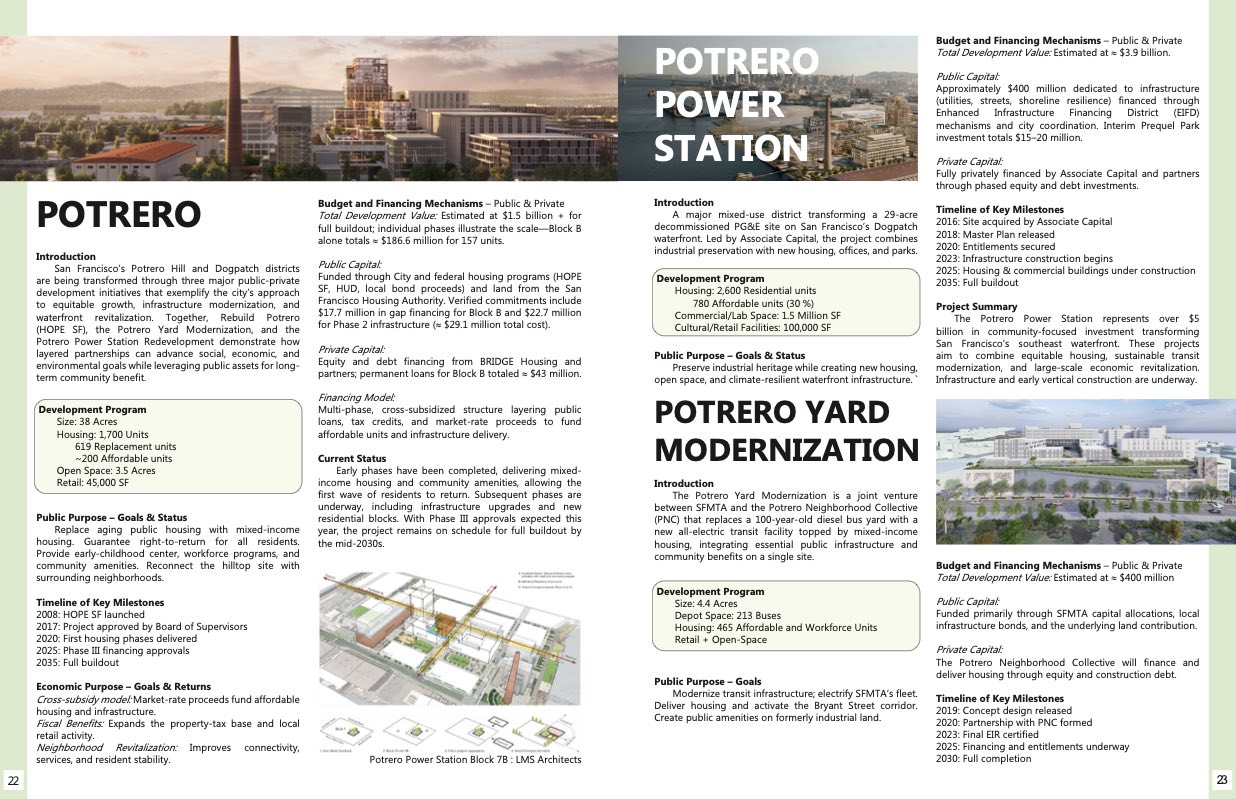 POTRERO
Introduction
San Francisco's Potrero Hill and Dogpatch districts
are being transformed through three major public-private
development initiatives that exemplify the city's approach
to equitable growth, infrastructure modernization, and
waterfront revitalization. Together, Rebuild Potrero
(HOPE SF), the Potrero Yard Modernization, and the
Potrero Power Station Redevelopment demonstrate how
layered partnerships can advance social, economic, and
environmental goals while leveraging public assets for long-
term community benefit.
Development Program
Size: 38 Acres
Housing: 1,700 Units
619 Replacement units
~200 Affordable units
Open Space: 3.5 Acres
Retail: 45,000 SF
Public Purpose – Goals & Status
Replace aging public housing with mixed-income
housing. Guarantee right-to-return for all residents.
Provide early-childhood center, workforce programs, and
community amenities. Reconnect the hilltop site with
surrounding neighborhoods.
Timeline of Key Milestones
2008: HOPE SF launched
2017: Project approved by Board of Supervisors
2020: First housing phases delivered
2025: Phase III financing approvals
2035: Full buildout
Economic Purpose – Goals & Returns
Cross-subsidy model: Market-rate proceeds fund affordable
housing and infrastructure.
Fiscal Benefits: Expands the property-tax base and local
retail activity.
Neighborhood Revitalization: Improves connectivity,
services, and resident stability.
22
Budget and Financing Mechanisms – Public & Private
Total Development Value: Estimated at $1.5 billion + for
full buildout; individual phases illustrate the scale—Block B
alone totals ≈ $186.6 million for 157 units.
Public Capital:
Funded through City and federal housing programs (HOPE
SF, HUD, local bond proceeds) and land from the San
Francisco Housing Authority. Verified commitments include
$17.7 million in gap financing for Block B and $22.7 million
for Phase 2 infrastructure (≈ $29.1 million total cost).
Private Capital:
Equity and debt financing from BRIDGE Housing and
partners; permanent loans for Block B totaled ≈ $43 million.
Financing Model:
Multi-phase, cross-subsidized structure layering public
loans, tax credits, and market-rate proceeds to fund
affordable units and infrastructure delivery.
Current Status
Early phases have been completed, delivering mixed-
income housing and community amenities, allowing the
first wave of residents to return. Subsequent phases are
underway, including infrastructure upgrades and new
residential blocks. With Phase III approvals expected this
year, the project remains on schedule for full buildout by
the mid-2030s.
Potrero Power Station Block 7B : LMS Architects
POTRERO
POWER
STATION
Introduction
A major mixed-use district transforming a 29-acre
decommissioned PG&E site on San Francisco's Dogpatch
waterfront. Led by Associate Capital, the project combines
industrial preservation with new housing, offices, and parks.
Development Program
Housing: 2,600 Residential units
780 Affordable units (30 %)
Commercial/Lab Space: 1.5 Million SF
Cultural/Retail Facilities: 100,000 SF
Public Purpose – Goals & Status
Preserve industrial heritage while creating new housing,
open space, and climate-resilient waterfront infrastructure. `
POTRERO YARD
MODERNIZATION
Introduction
The Potrero Yard Modernization is a joint venture
between SFMTA and the Potrero Neighborhood Collective
(PNC) that replaces a 100-year-old diesel bus yard with a
new all-electric transit facility topped by mixed-income
housing, integrating essential public infrastructure and
community benefits on a single site.
Development Program
Size: 4.4 Acres
Depot Space: 213 Buses
Housing: 465 Affordable and Workforce Units
Retail + Open-Space
Public Purpose – Goals
Modernize transit infrastructure; electrify SFMTA's fleet.
Deliver housing and activate the Bryant Street corridor.
Create public amenities on formerly industrial land.
Budget and Financing Mechanisms – Public & Private
Total Development Value: Estimated at ≈ $3.9 billion.
Public Capital:
Approximately $400 million dedicated to infrastructure
(utilities, streets, shoreline resilience) financed through
Enhanced Infrastructure Financing District (EIFD)
mechanisms and city coordination. Interim Prequel Park
investment totals $15–20 million.
Private Capital:
Fully privately financed by Associate Capital and partners
through phased equity and debt investments.
Timeline of Key Milestones
2016: Site acquired by Associate Capital
2018: Master Plan released
2020: Entitlements secured
2023: Infrastructure construction begins
2025: Housing & commercial buildings under construction
2035: Full buildout
Project Summary
The Potrero Power Station represents over $5
billion in community-focused investment transforming
San Francisco's southeast waterfront. These projects
aim to combine equitable housing, sustainable transit
modernization, and large-scale economic revitalization.
Infrastructure and early vertical construction are underway.
Budget and Financing Mechanisms – Public & Private
Total Development Value: Estimated at ≈ $400 million
Public Capital:
Funded primarily through SFMTA capital allocations, local
infrastructure bonds, and the underlying land contribution.
Private Capital:
The Potrero Neighborhood Collective will finance and
deliver housing through equity and construction debt.
Timeline of Key Milestones
2019: Concept design released
2020: Partnership with PNC formed
2023: Final EIR certified
2025: Financing and entitlements underway
2030: Full completion
23